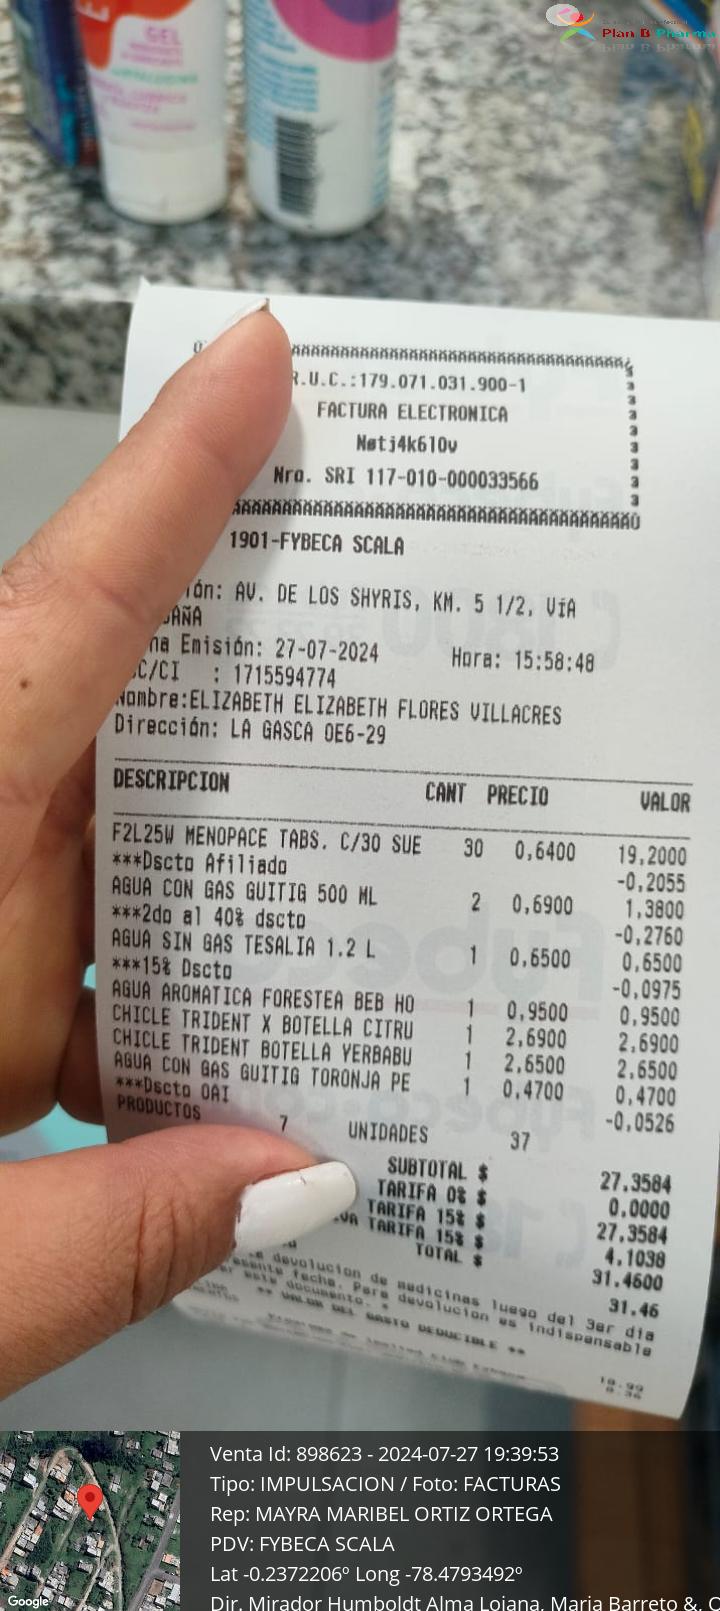 GEL
Plan B Pharma
R.U.C.:179.071.031.900-1
FACTURA ELECTRONICA
Nøtj4k6l0v
Nro. SRI 117-010-000033566
1901-FYBECA SCALA
ión: AV. DE LOS SHYRIS, KM. 5 1/2, VíA
AÑA
ha Emisión: 27-07-2024 Hora: 15:58:48
C/CI : 1715594774
Nombre:ELIZABETH ELIZABETH FLORES VILLACRES
Dirección: LA GASCA OE6-29
DESCRIPCION CANT PRECIO VALOR
F2L25W MENOPACE TABS. C/30 SUE 30 0,6400 19,2000
***Dscto Afiliado -0,2055
AGUA CON GAS GUITIG 500 ML 2 0,6900 1,3800
***2do al 40% dscto -0,2760
AGUA SIN GAS TESALIA 1.2 L 1 0,6500 0,6500
***15% Dscto -0,0975
AGUA AROMATICA FORESTEA BEB HO 1 0,9500 0,9500
CHICLE TRIDENT X BOTELLA CITRU 1 2,6900 2,6900
CHICLE TRIDENT BOTELLA YERBABU 1 2,6500 2,6500
AGUA CON GAS GUITIG TORONJA PE 1 0,4700 0,4700
***Dscto OAI -0,0526
PRODUCTOS 7 UNIDADES 37
SUBTOTAL $ 27,3584
TARIFA 0% $ 0.0000
TARIFA 15% $ 27,3584
IVA TARIFA 15% $ 4,1038
TOTAL $ 31.4600
31.46
devolucion de medicinas luego del 3er dia
presente fecha. Para devolucion es indispensable
este documento. *
** VALOR DEL GASTO DEDUCIBLE **
Venta Id: 898623 - 2024-07-27 19:39:53
Tipo: IMPULSACION / Foto: FACTURAS
Rep: MAYRA MARIBEL ORTIZ ORTEGA
PDV: FYBECA SCALA
Lat -0.2372206º Long -78.4793492º
Dir. Mirador Humboldt Alma Lojana, Maria Barreto &, C
Google